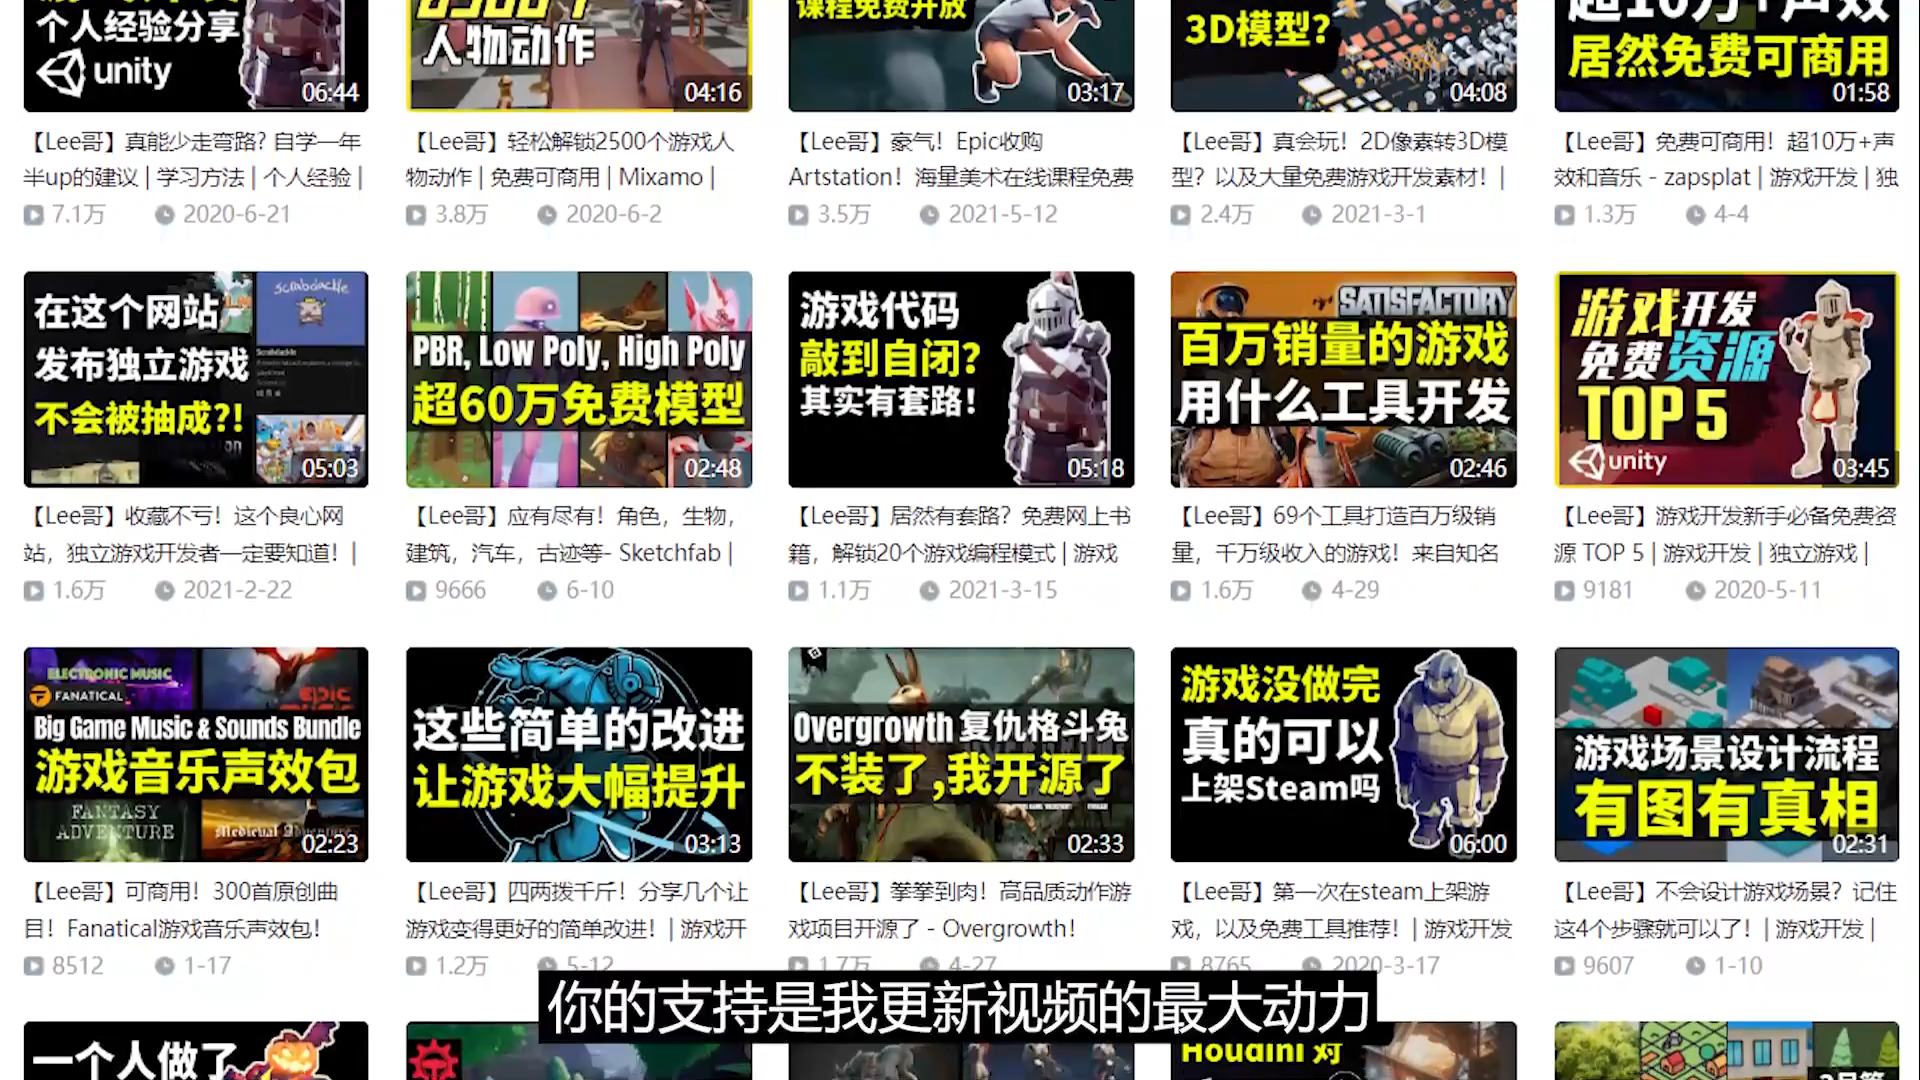 个人经验分享
unity
06:44
人物动作
04:16
课程免费开放
03:17
3D模型?
04:08
超10万+声效
居然免费可商用
01:58
【Lee哥】真能少走弯路? 自学一年
半up的建议 | 学习方法 | 个人经验 |
7.1万 2020-6-21
【Lee哥】轻松解锁2500个游戏人
物动作 | 免费可商用 | Mixamo |
3.8万 2020-6-2
【Lee哥】豪气！Epic收购
Artstation！海量美术在线课程免费
3.5万 2021-5-12
【Lee哥】真会玩！2D像素转3D模
型？以及大量免费游戏开发素材！|
2.4万 2021-3-1
【Lee哥】免费可商用！超10万+声
效和音乐 - zapsplat | 游戏开发 | 独
1.3万 4-4
在这个网站
发布独立游戏
不会被抽成?!
scrabdackle
05:03
PBR, Low Poly, High Poly
超60万免费模型
02:48
游戏代码
敲到自闭?
其实有套路!
05:18
SATISFACTORY
百万销量的游戏
用什么工具开发
02:46
游戏开发
免费资源
TOP 5
unity
03:45
【Lee哥】收藏不亏！这个良心网
站，独立游戏开发者一定要知道！|
1.6万 2021-2-22
【Lee哥】应有尽有！角色，生物，
建筑，汽车，古迹等- Sketchfab |
9666 6-10
【Lee哥】居然有套路？免费网上书
籍，解锁20个游戏编程模式 | 游戏
1.1万 2021-3-15
【Lee哥】69个工具打造百万级销
量，千万级收入的游戏！来自知名
1.6万 4-29
【Lee哥】游戏开发新手必备免费资
源 TOP 5 | 游戏开发 | 独立游戏 |
9181 2020-5-11
ELECTRONIC MUSIC
FANATICAL
EPIC
Big Game Music & Sounds Bundle
游戏音乐声效包
FANTASY
ADVENTURE
Medieval Adventure
02:23
这些简单的改进
让游戏大幅提升
03:13
Overgrowth 复仇格斗兔
不装了,我开源了
02:33
游戏没做完
真的可以
上架Steam吗
06:00
游戏场景设计流程
有图有真相
02:31
【Lee哥】可商用！300首原创曲
目！Fanatical游戏音乐声效包！
8512 1-17
【Lee哥】四两拨千斤！分享几个让
游戏变得更好的简单改进！| 游戏开
1.2万 5-12
【Lee哥】拳拳到肉！高品质动作游
戏项目开源了 - Overgrowth！
1.7万 4-27
【Lee哥】第一次在steam上架游
戏，以及免费工具推荐！| 游戏开发
8765 2020-3-17
【Lee哥】不会设计游戏场景？记住
这4个步骤就可以了！| 游戏开发 |
9607 1-10
你的支持是我更新视频的最大动力
一个人做了
Houdini 对